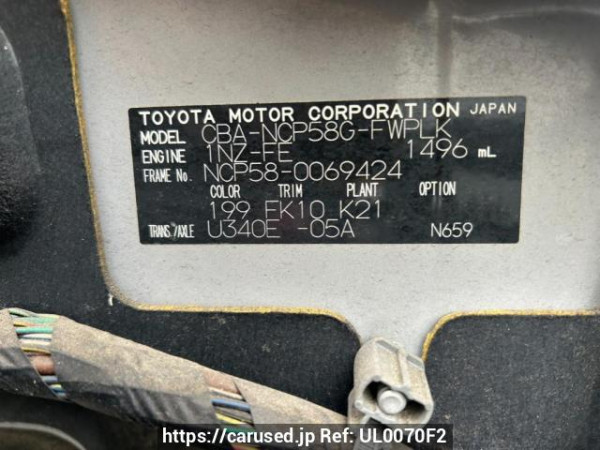 TOYOTA MOTOR CORPORATION JAPAN
MODEL CBA-NCP58G-FWPLK
ENGINE 1NZ-FE 1496 mL
FRAME No. NCP58-0069424
COLOR TRIM PLANT OPTION
199 FK10 K21
TRANS/AXLE U340E -05A N659
https://carused.jp Ref: UL0070F2